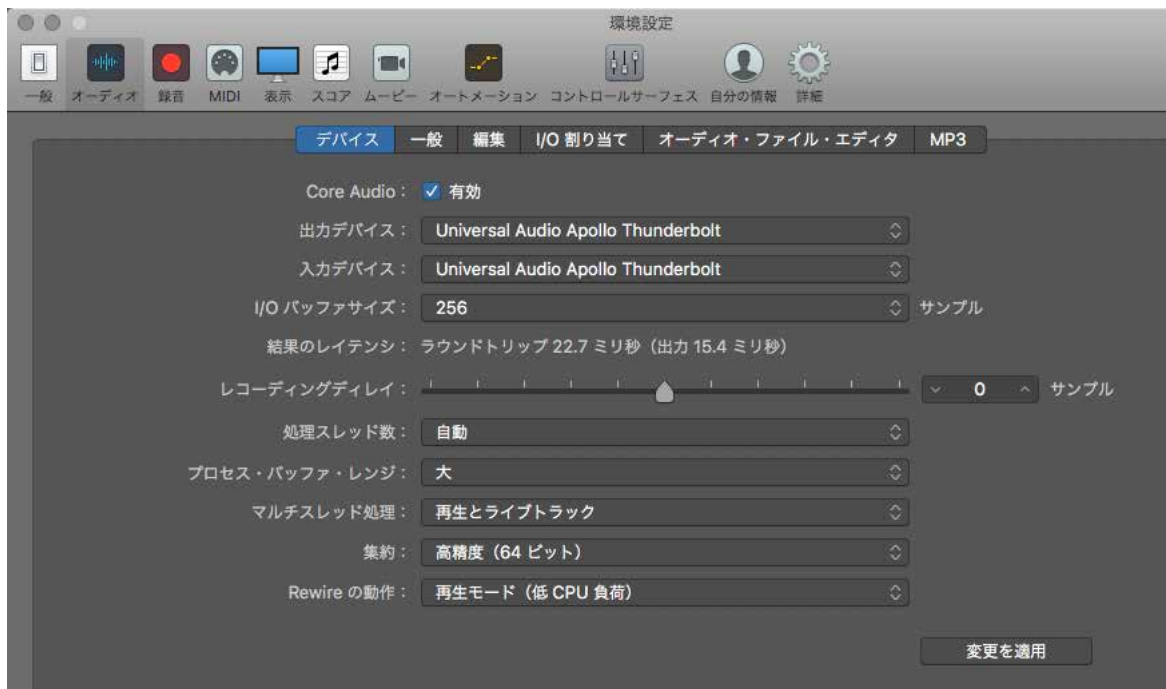 環境設定
一般 オーディオ 録音 MIDI 表示 スコア ムービー オートメーション コントロールサーフェス 自分の情報 詳細
デバイス 一般 編集 I/O 割り当て オーディオ・ファイル・エディタ MP3
Core Audio： 有効
出力デバイス： Universal Audio Apollo Thunderbolt
入力デバイス： Universal Audio Apollo Thunderbolt
I/O バッファサイズ： 256 サンプル
結果のレイテンシ： ラウンドトリップ 22.7 ミリ秒（出力 15.4 ミリ秒）
レコーディングディレイ： 0 サンプル
処理スレッド数： 自動
プロセス・バッファ・レンジ： 大
マルチスレッド処理： 再生とライブトラック
集約： 高精度（64 ビット）
Rewire の動作： 再生モード（低 CPU 負荷）
変更を適用